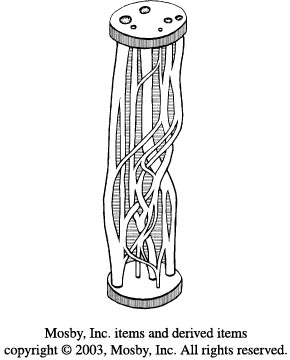 Mosby, Inc. items and derived items
copyright © 2003, Mosby, Inc. All rights reserved.